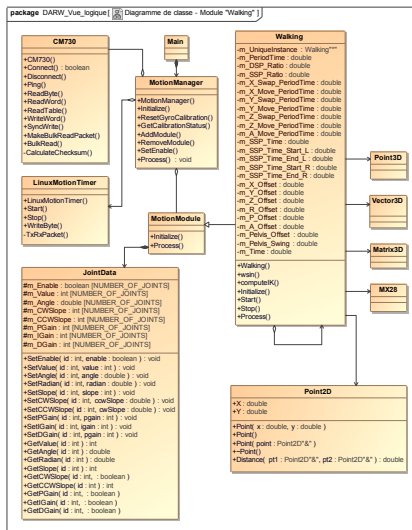 package DARW_Vue_logique [ Diagramme de classe - Module "Walking" ]
CM730
+CM730()
+Connect() : boolean
+Disconnect()
+Ping()
+ReadByte()
+ReadWord()
+ReadTable()
+WriteWord()
+SyncWrite()
+MakeBulkReadPacket()
+BulkRead()
-CalculateChecksum()
Main
MotionManager
+MotionManager()
+Initialize()
+ResetGyroCalibration()
+GetCalibrationStatus()
+AddModule()
+RemoveModule()
+SetEnable()
+Process() : void
LinuxMotionTimer
+LinuxMotionTimer()
+Start()
+Stop()
+WriteByte()
-TxRxPacket()
MotionModule
+Initialize()
+Process()
Walking
-m_UniqueInstance : Walking"*"
-m_PeriodTime : double
-m_DSP_Ratio : double
-m_SSP_Ratio : double
-m_X_Swap_PeriodTime : double
-m_X_Move_PeriodTime : double
-m_Y_Swap_PeriodTime : double
-m_Y_Move_PeriodTime : double
-m_Z_Swap_PeriodTime : double
-m_Z_Move_PeriodTime : double
-m_A_Move_PeriodTime : double
-m_SSP_Time : double
-m_SSP_Time_Start_L : double
-m_SSP_Time_End_L : double
-m_SSP_Time_Start_R : double
-m_SSP_Time_End_R : double
-m_X_Offset : double
-m_Y_Offset : double
-m_Z_Offset : double
-m_R_Offset : double
-m_P_Offset : double
-m_A_Offset : double
-m_Pelvis_Offset : double
-m_Pelvis_Swing : double
-m_Time : double
+Walking()
+wsin()
+computeIK()
+Initialize()
+Start()
+Stop()
+Process()
Point3D
Vector3D
Matrix3D
MX28
JointData
#m_Enable : boolean [NUMBER_OF_JOINTS]
#m_Value : int [NUMBER_OF_JOINTS]
#m_Angle : double [NUMBER_OF_JOINTS]
#m_CWSlope : int [NUMBER_OF_JOINTS]
#m_CCWSlope : int [NUMBER_OF_JOINTS]
#m_PGain : int [NUMBER_OF_JOINTS]
#m_IGain : int [NUMBER_OF_JOINTS]
#m_DGain : int [NUMBER_OF_JOINTS]
+SetEnable( id : int, enable : boolean ) : void
+SetValue( id : int, value : int ) : void
+SetAngle( id : int, angle : double ) : void
+SetRadian( id : int, radian : double ) : void
+SetSlope( id : int, slope : int ) : void
+SetCWSlope( id : int, ccwSlope : double ) : void
+SetCCWSlope( id : int, cwSlope : double ) : void
+SetPGain( id : int, pgain : int ) : void
+SetIGain( id : int, igain : int ) : void
+SetDGain( id : int, pgain : int ) : void
+GetValue( id : int ) : int
+GetAngle( id : int ) : double
+GetRadian( id : int ) : double
+GetSlope( id : int ) : int
+GetCWSlope( id : int, : boolean )
+GetCCWSlope( id : int ) : int
+GetPGain( id : int, : boolean )
+GetIGain( id : int, : boolean )
+GetDGain( id : int, : boolean )
Point2D
+X : double
+Y : double
+Point( x : double, y : double )
+Point()
+Point( point : Point2D"&" )
+~Point()
+Distance( pt1 : Point2D"&", pt2 : Point2D"&" ) : double